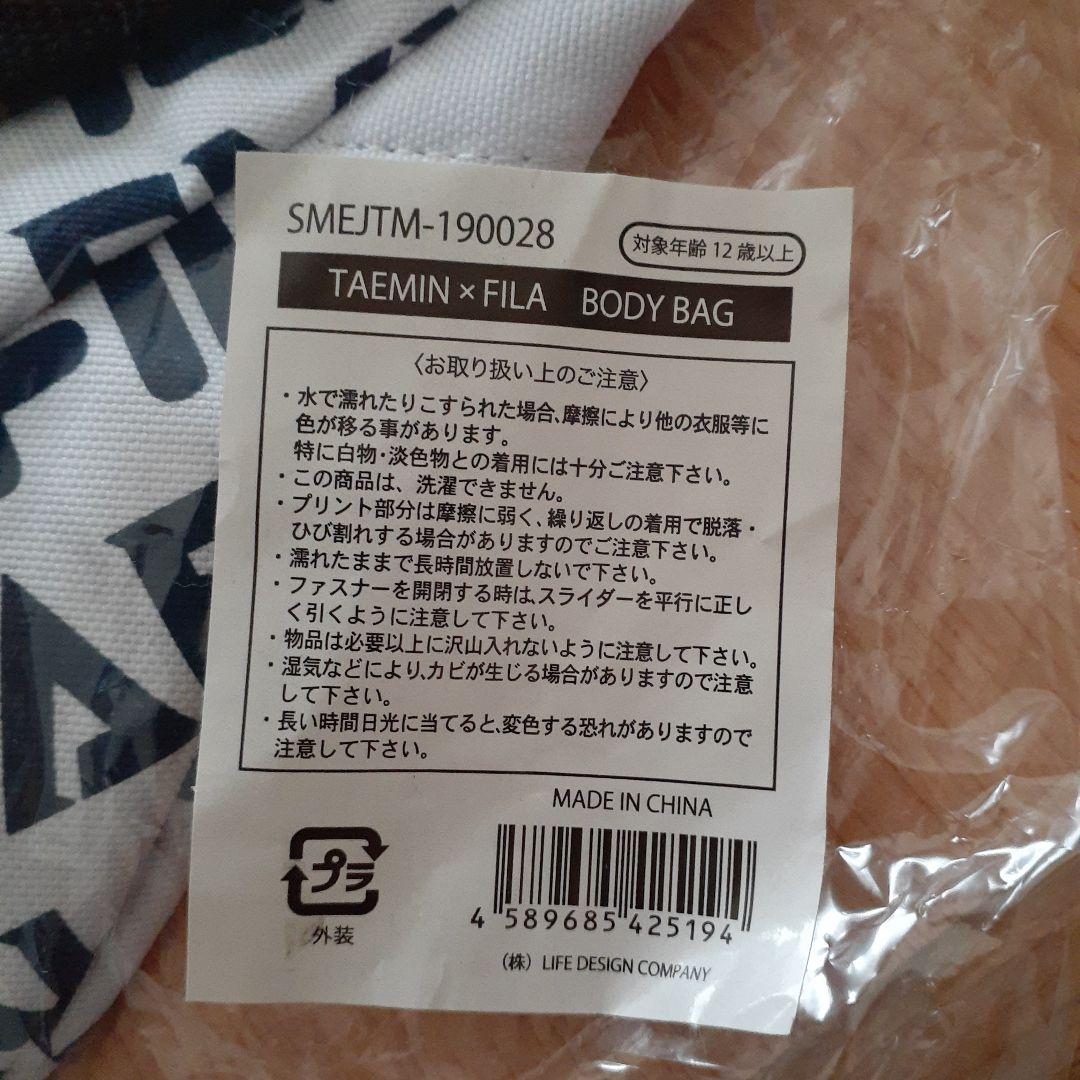 SMEJTM-190028
対象年齢 12 歳以上
TAEMIN × FILA BODY BAG
〈お取り扱い上のご注意〉
・水で濡れたりこすられた場合、摩擦により他の衣服等に
色が移る事があります。
特に白物・淡色物との着用には十分ご注意下さい。
・この商品は、洗濯できません。
・プリント部分は摩擦に弱く、繰り返しの着用で脱落・
ひび割れする場合がありますのでご注意下さい。
・濡れたままで長時間放置しないで下さい。
・ファスナーを開閉する時は、スライダーを平行に正し
く引くように注意して下さい。
・物品は必要以上に沢山入れないように注意して下さい。
・湿気などにより、カビが生じる場合がありますので注意
して下さい。
・長い時間日光に当てると、変色する恐れがありますので
注意して下さい。
MADE IN CHINA
プラ
外装
4 589685 425194
（株） LIFE DESIGN COMPANY